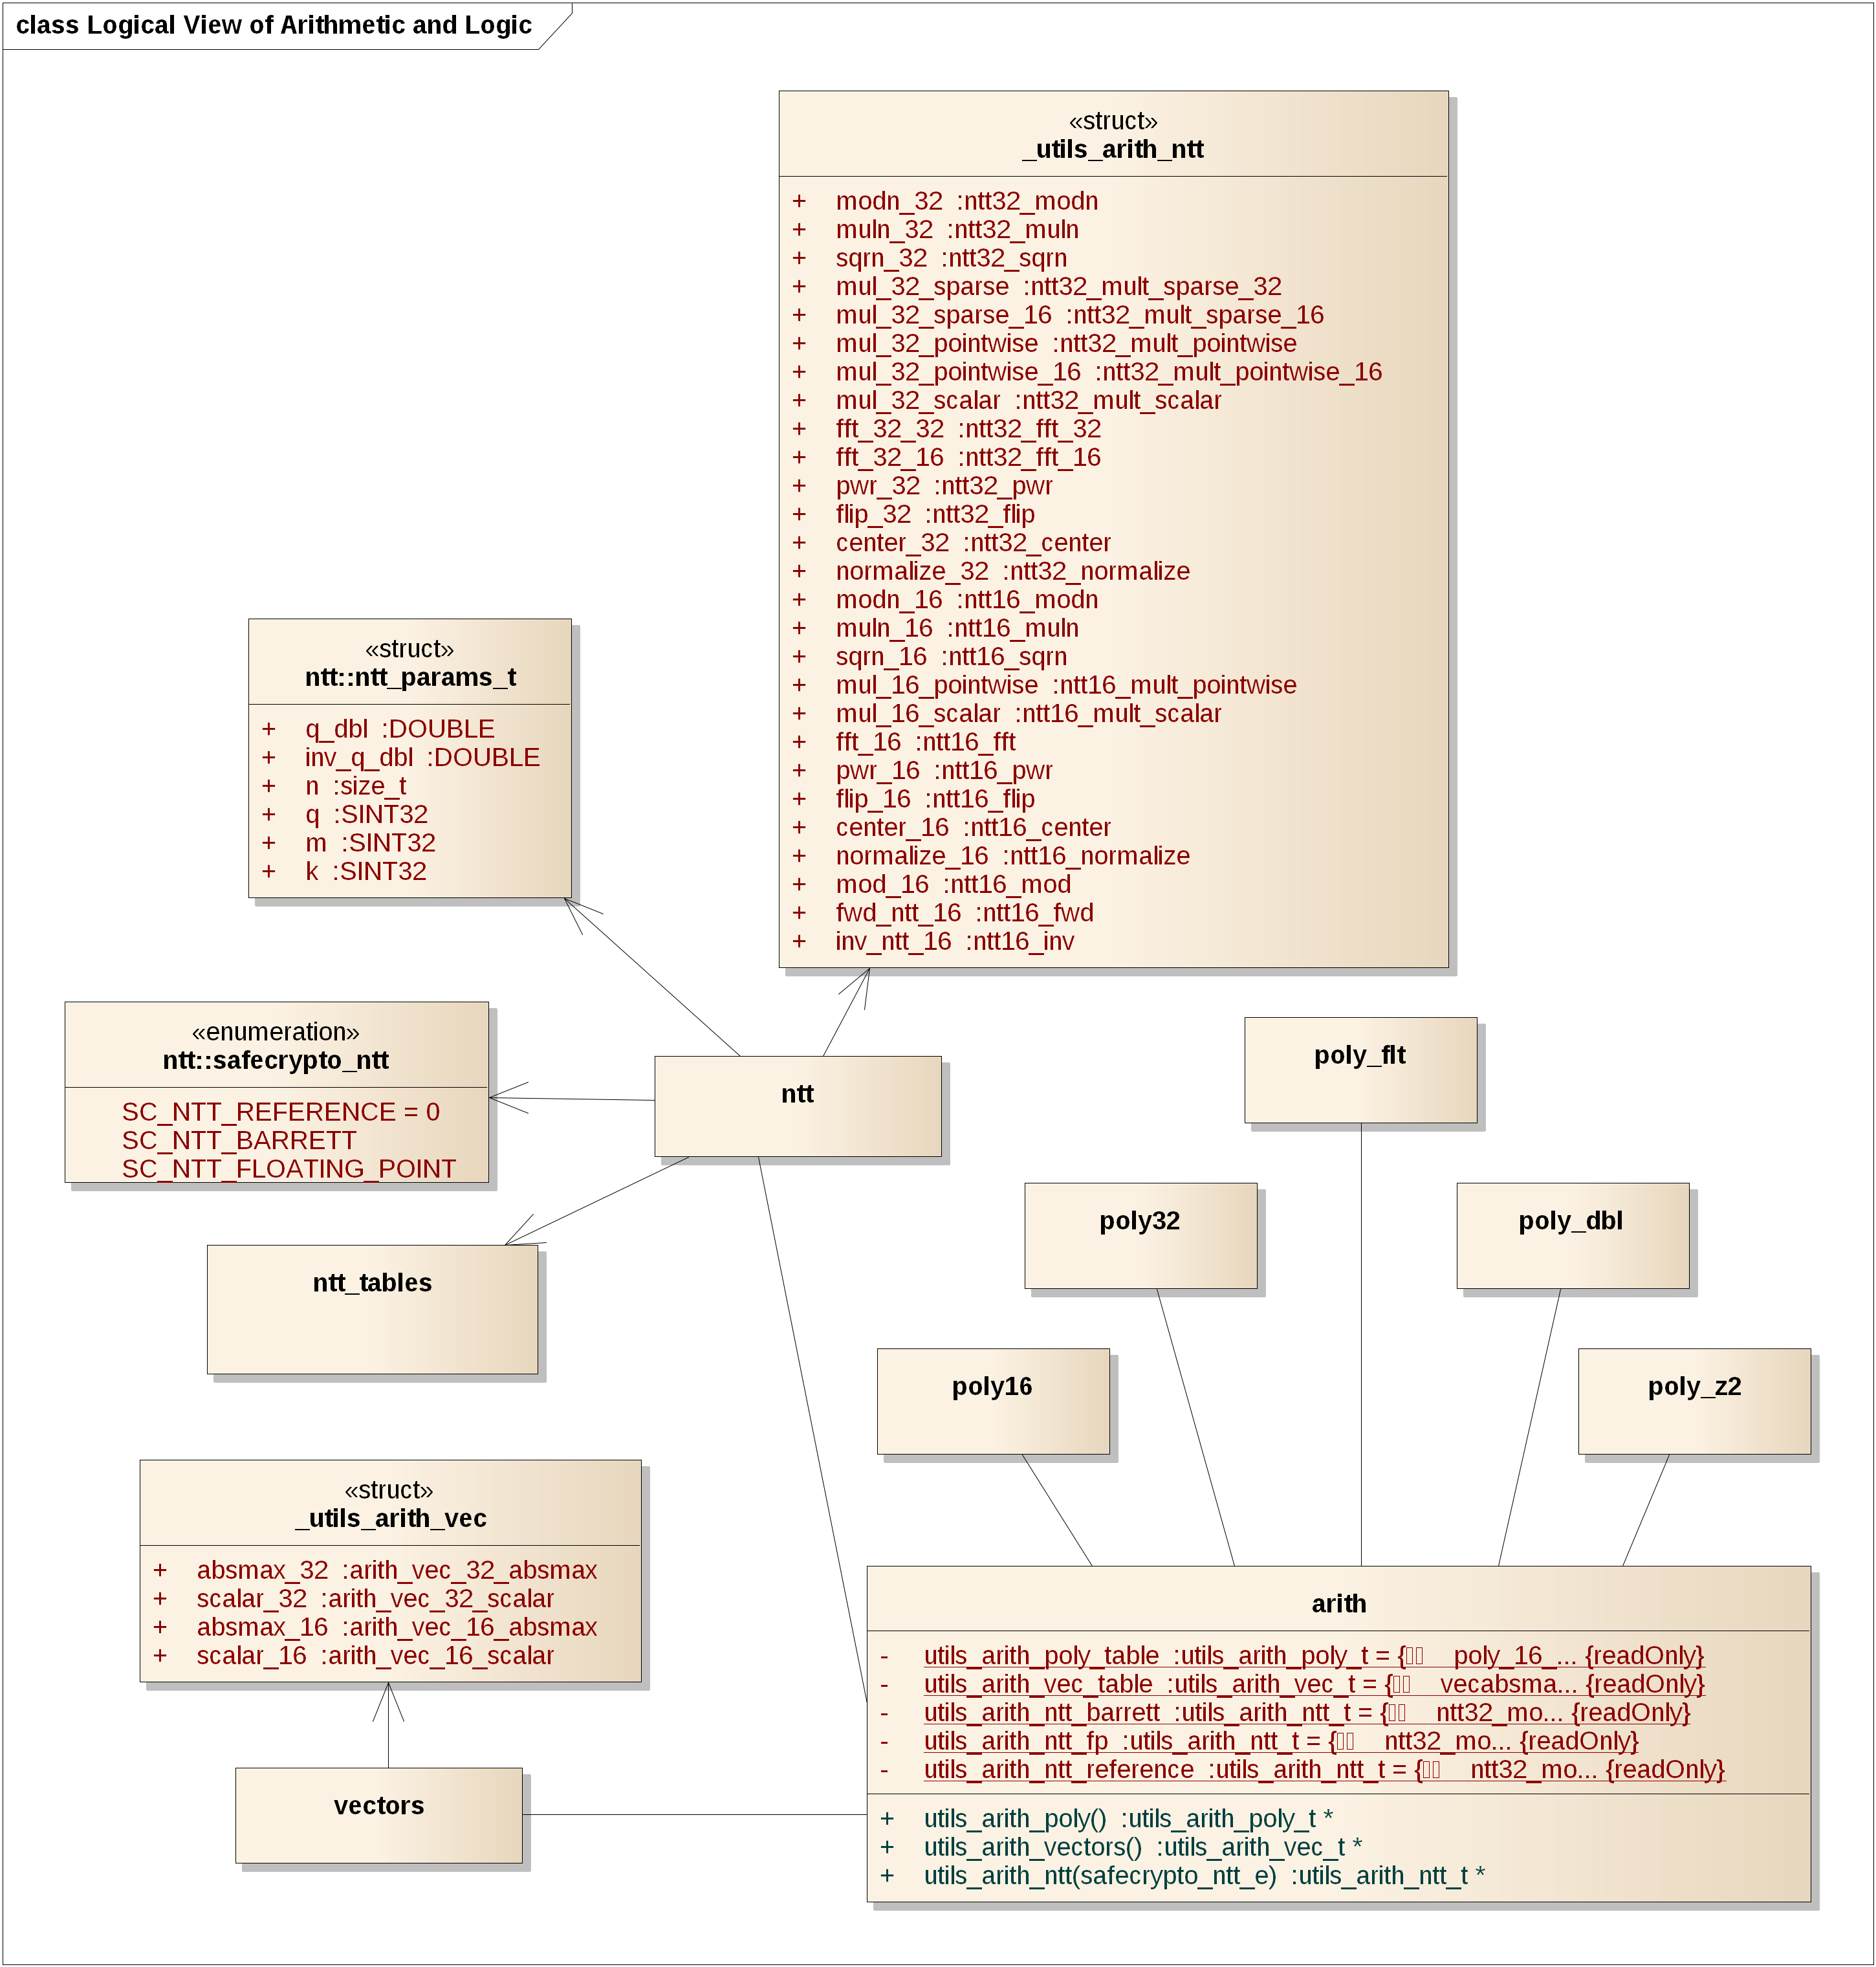 class Logical View of Arithmetic and Logic
«struct»
_utils_arith_ntt
+ modn_32 :ntt32_modn
+ muln_32 :ntt32_muln
+ sqrn_32 :ntt32_sqrn
+ mul_32_sparse :ntt32_mult_sparse_32
+ mul_32_sparse_16 :ntt32_mult_sparse_16
+ mul_32_pointwise :ntt32_mult_pointwise
+ mul_32_pointwise_16 :ntt32_mult_pointwise_16
+ mul_32_scalar :ntt32_mult_scalar
+ fft_32_32 :ntt32_fft_32
+ fft_32_16 :ntt32_fft_16
+ pwr_32 :ntt32_pwr
+ flip_32 :ntt32_flip
+ center_32 :ntt32_center
+ normalize_32 :ntt32_normalize
+ modn_16 :ntt16_modn
+ muln_16 :ntt16_muln
+ sqrn_16 :ntt16_sqrn
+ mul_16_pointwise :ntt16_mult_pointwise
+ mul_16_scalar :ntt16_mult_scalar
+ fft_16 :ntt16_fft
+ pwr_16 :ntt16_pwr
+ flip_16 :ntt16_flip
+ center_16 :ntt16_center
+ normalize_16 :ntt16_normalize
+ mod_16 :ntt16_mod
+ fwd_ntt_16 :ntt16_fwd
+ inv_ntt_16 :ntt16_inv
«struct»
ntt::ntt_params_t
+ q_dbl :DOUBLE
+ inv_q_dbl :DOUBLE
+ n :size_t
+ q :SINT32
+ m :SINT32
+ k :SINT32
«enumeration»
ntt::safecrypto_ntt
SC_NTT_REFERENCE = 0
SC_NTT_BARRETT
SC_NTT_FLOATING_POINT
ntt
poly_flt
poly32
poly_dbl
ntt_tables
poly16
poly_z2
«struct»
_utils_arith_vec
+ absmax_32 :arith_vec_32_absmax
+ scalar_32 :arith_vec_32_scalar
+ absmax_16 :arith_vec_16_absmax
+ scalar_16 :arith_vec_16_scalar
vectors
arith
- utils_arith_poly_table :utils_arith_poly_t = {▯▯ poly_16_... {readOnly}
- utils_arith_vec_table :utils_arith_vec_t = {▯▯ vecabsma... {readOnly}
- utils_arith_ntt_barrett :utils_arith_ntt_t = {▯▯ ntt32_mo... {readOnly}
- utils_arith_ntt_fp :utils_arith_ntt_t = {▯▯ ntt32_mo... {readOnly}
- utils_arith_ntt_reference :utils_arith_ntt_t = {▯▯ ntt32_mo... {readOnly}
+ utils_arith_poly() :utils_arith_poly_t *
+ utils_arith_vectors() :utils_arith_vec_t *
+ utils_arith_ntt(safecrypto_ntt_e) :utils_arith_ntt_t *